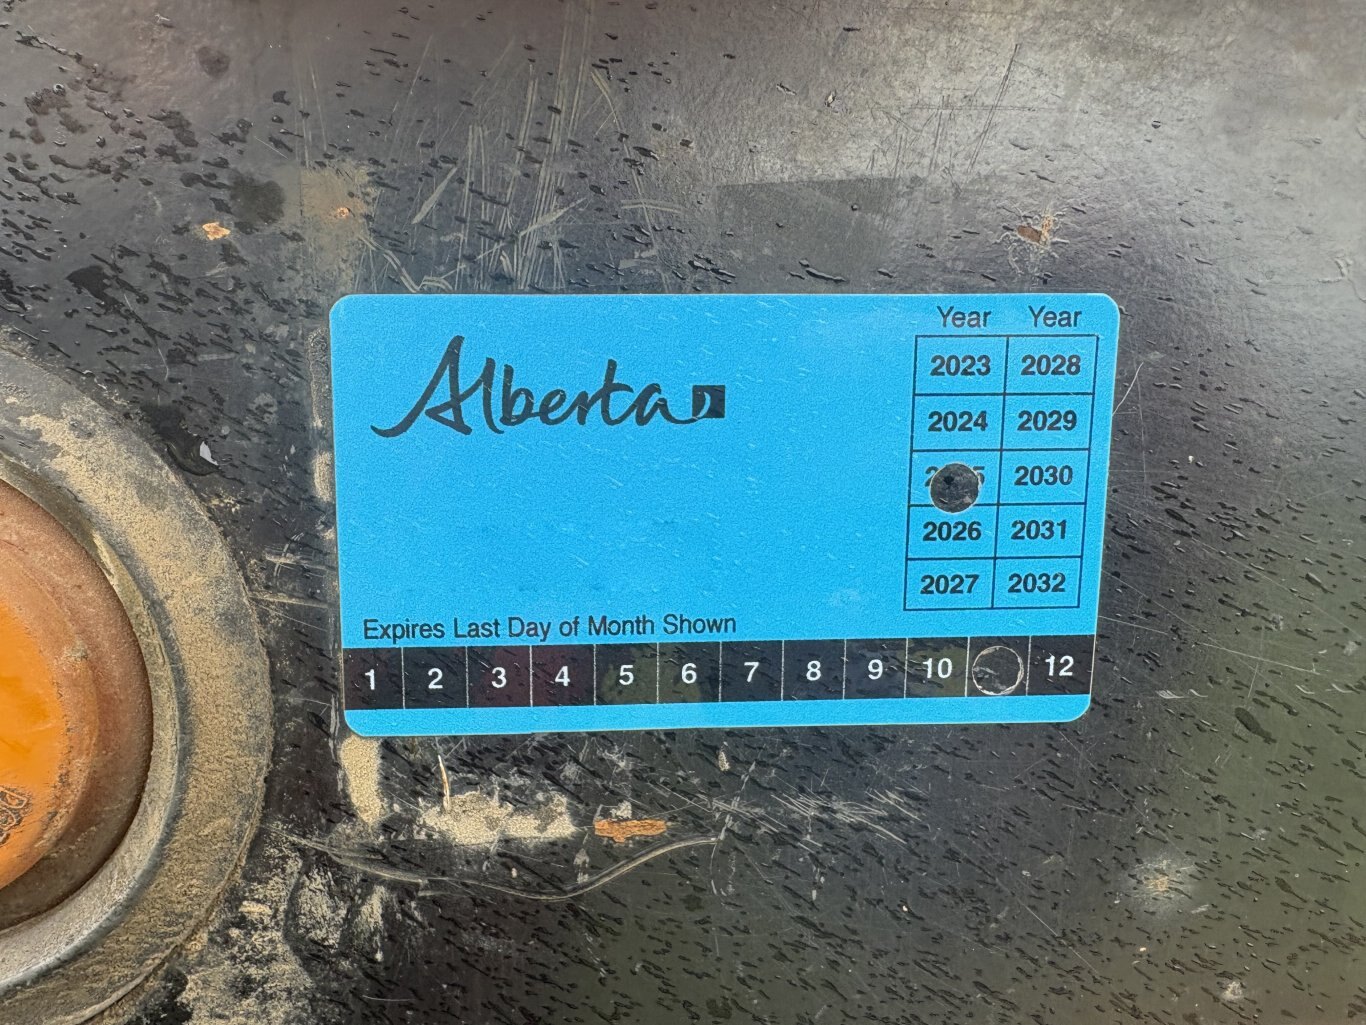 Alberta
Year Year
2023 2028
2024 2029
2030
2026 2031
2027 2032
Expires Last Day of Month Shown
1 2 3 4 5 6 7 8 9 10 12